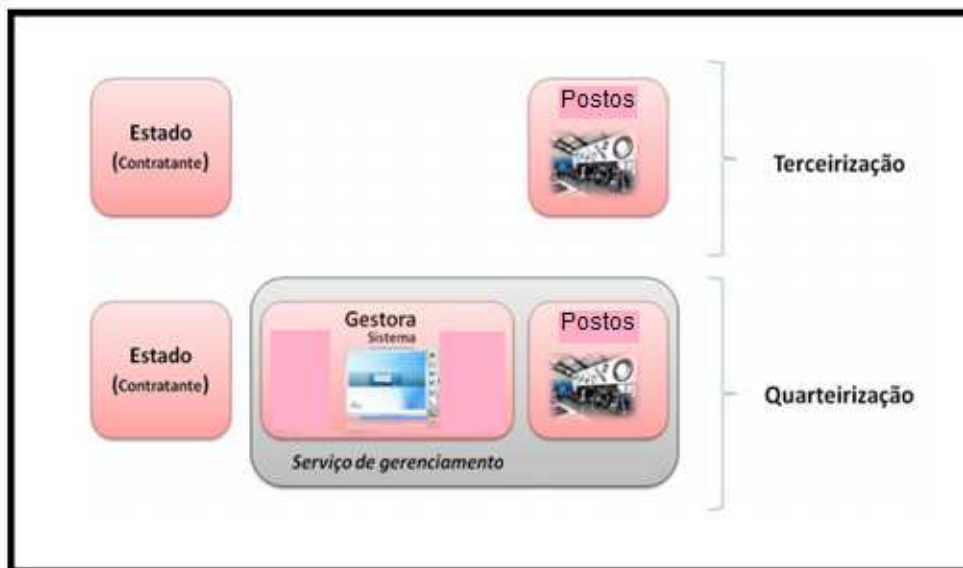 Estado
(Contratante)
Postos
Terceirização
Estado
(Contratante)
Gestora
Sistema
Postos
Quarteirização
Serviço de gerenciamento